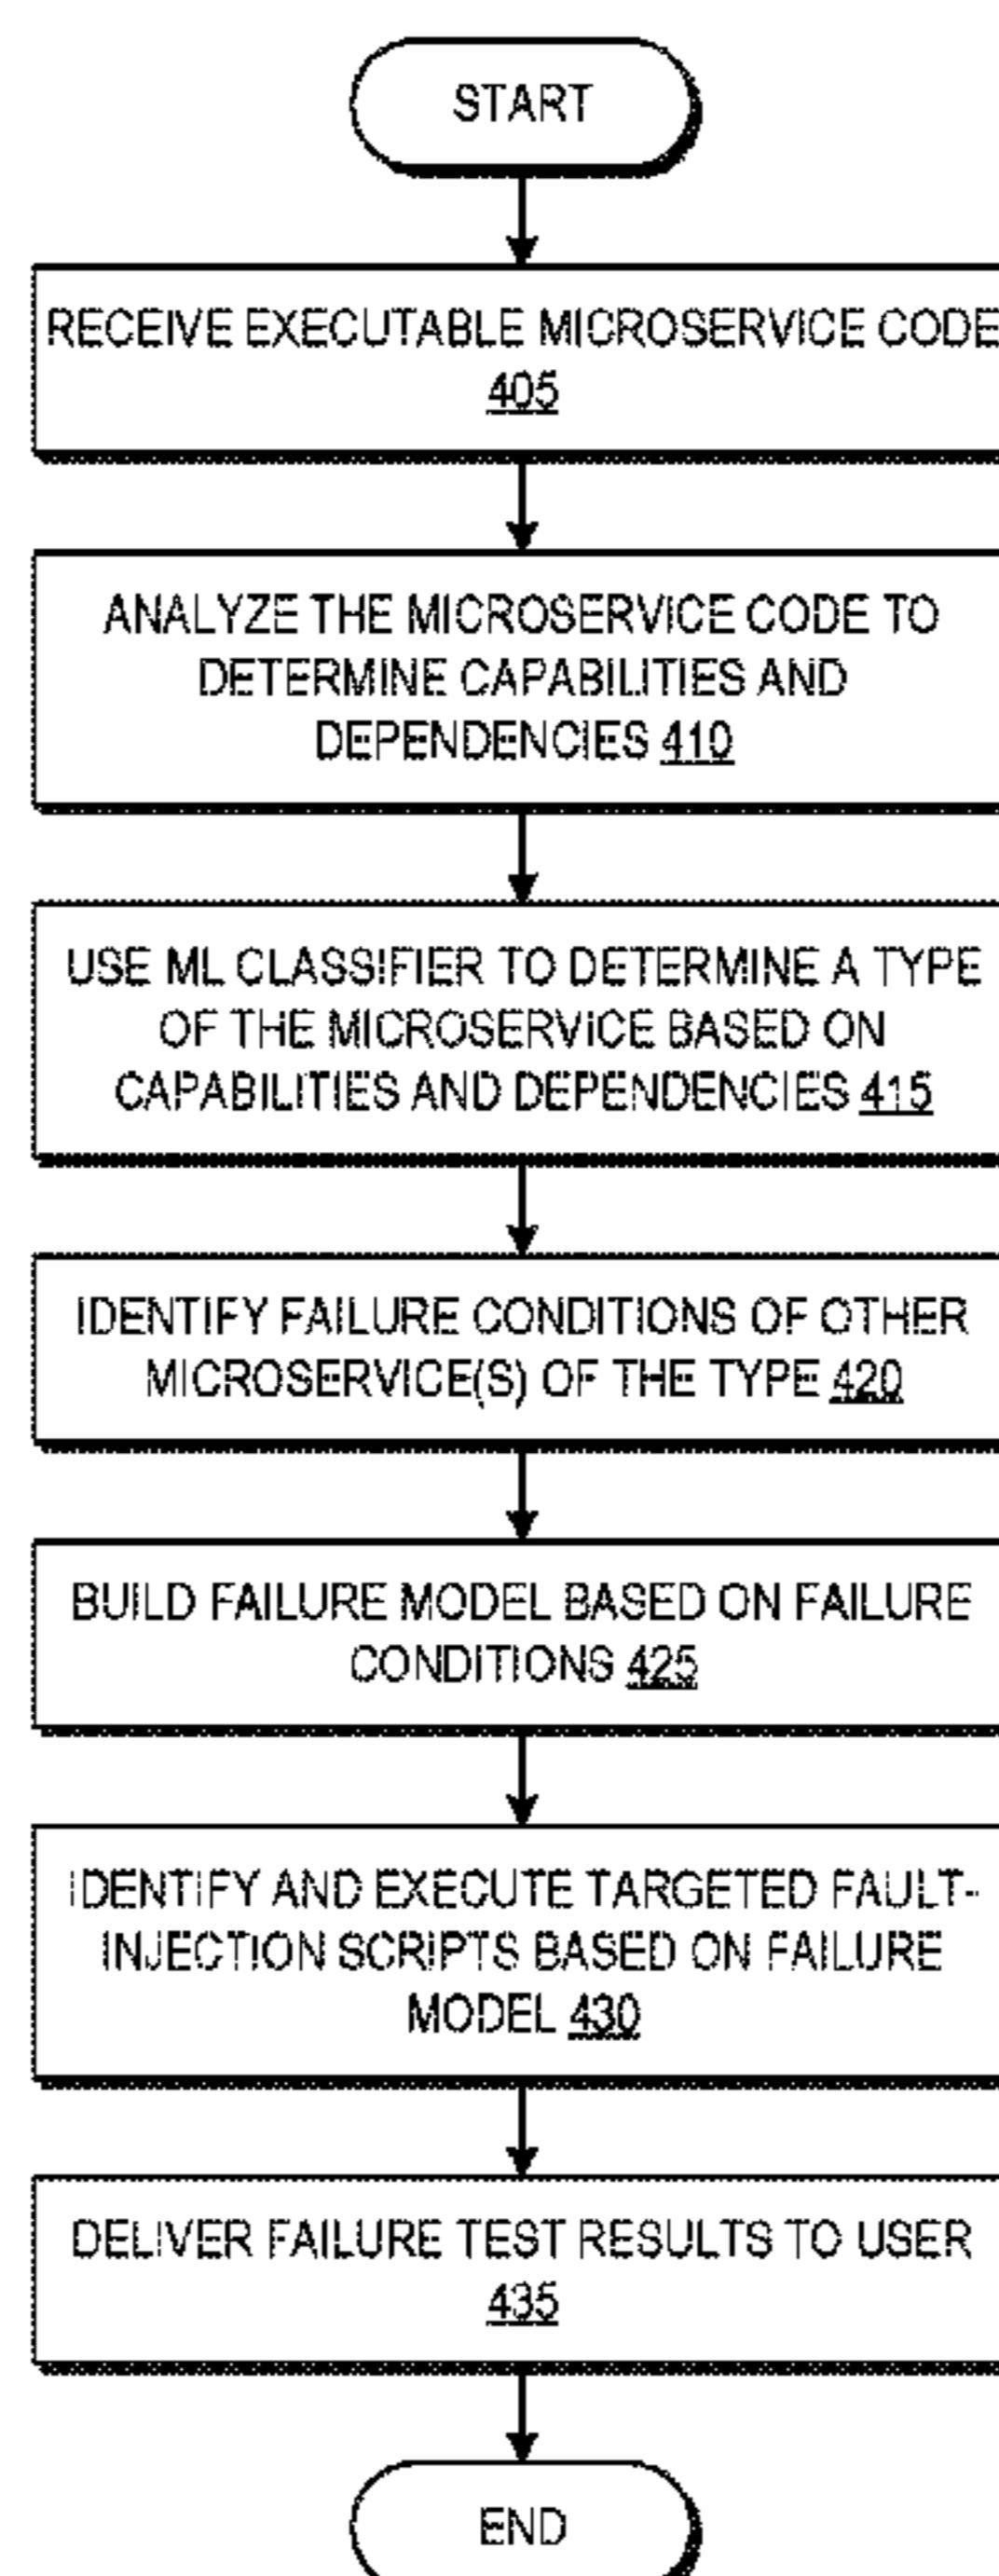 START
RECEIVE EXECUTABLE MICROSERVICE CODE
405
ANALYZE THE MICROSERVICE CODE TO
DETERMINE CAPABILITIES AND
DEPENDENCIES 410
USE ML CLASSIFIER TO DETERMINE A TYPE
OF THE MICROSERVICE BASED ON
CAPABILITIES AND DEPENDENCIES 415
IDENTIFY FAILURE CONDITIONS OF OTHER
MICROSERVICE(S) OF THE TYPE 420
BUILD FAILURE MODEL BASED ON FAILURE
CONDITIONS 425
IDENTIFY AND EXECUTE TARGETED FAULT-
INJECTION SCRIPTS BASED ON FAILURE
MODEL 430
DELIVER FAILURE TEST RESULTS TO USER
435
END